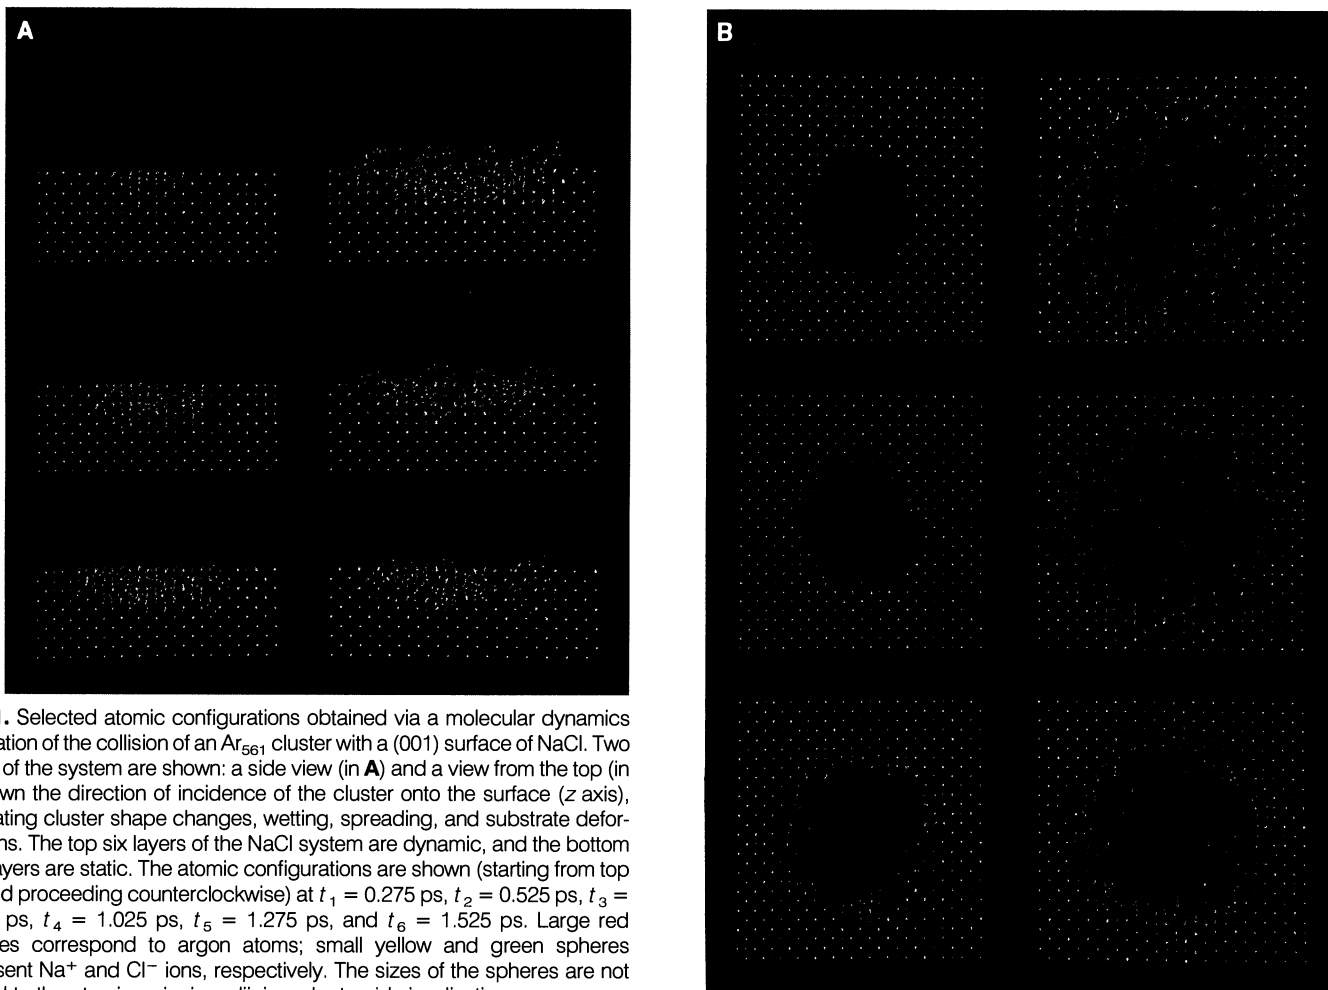 A
B
. Selected atomic configurations obtained via a molecular dynamics
ation of the collision of an Ar561 cluster with a (001) surface of NaCl. Two
of the system are shown: a side view (in A) and a view from the top (in
wn the direction of incidence of the cluster onto the surface (z axis),
ating cluster shape changes, wetting, spreading, and substrate defor-
ns. The top six layers of the NaCl system are dynamic, and the bottom
ayers are static. The atomic configurations are shown (starting from top
d proceeding counterclockwise) at t1 = 0.275 ps, t2 = 0.525 ps, t3 =
ps, t4 = 1.025 ps, t5 = 1.275 ps, and t6 = 1.525 ps. Large red
es correspond to argon atoms; small yellow and green spheres
sent Na+ and Cl− ions, respectively. The sizes of the spheres are not